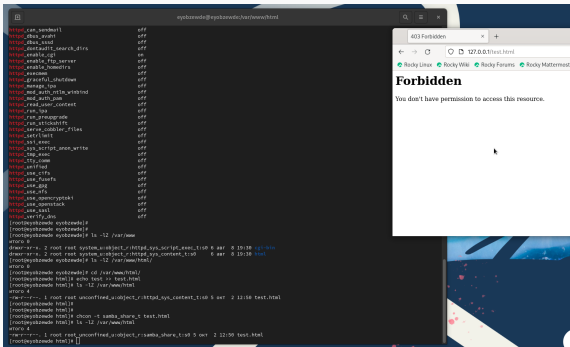 eyobzewde@eyobzewde:/var/www/html
httpd_can_sendmail off
httpd_dbus_avahi off
httpd_dbus_sssd off
httpd_dontaudit_search_dirs off
httpd_enable_cgi on
httpd_enable_ftp_server off
httpd_enable_homedirs off
httpd_execmem off
httpd_graceful_shutdown off
httpd_manage_ipa off
httpd_mod_auth_ntlm_winbind off
httpd_mod_auth_pam off
httpd_read_user_content off
httpd_run_ipa off
httpd_run_preupgrade off
httpd_run_stickshift off
httpd_serve_cobbler_files off
httpd_setrlimit off
httpd_ssi_exec off
httpd_sys_script_anon_write off
httpd_tmp_exec off
httpd_tty_comm off
httpd_unified off
httpd_use_cifs off
httpd_use_fusefs off
httpd_use_gpg off
httpd_use_nfs off
httpd_use_opencryptoki off
httpd_use_openstack off
httpd_use_sasl off
httpd_verify_dns off
[root@eyobzewde eyobzewde]#
[root@eyobzewde eyobzewde]#
[root@eyobzewde eyobzewde]# ls -lZ /var/www
итого 0
drwxr-xr-x. 2 root root system_u:object_r:httpd_sys_script_exec_t:s0 6 авг 8 19:30 cgi-bin
drwxr-xr-x. 2 root root system_u:object_r:httpd_sys_content_t:s0 6 авг 8 19:30 html
[root@eyobzewde eyobzewde]# ls -lZ /var/www/html/
итого 0
[root@eyobzewde eyobzewde]# cd /var/www/html/
[root@eyobzewde html]# echo test >> test.html
[root@eyobzewde html]# ls -lZ /var/www/html
итого 4
-rw-r--r--. 1 root root unconfined_u:object_r:httpd_sys_content_t:s0 5 окт 2 12:50 test.html
[root@eyobzewde html]#
[root@eyobzewde html]#
[root@eyobzewde html]# chcon -t samba_share_t test.html
[root@eyobzewde html]# ls -lZ /var/www/html
итого 4
-rw-r--r--. 1 root root unconfined_u:object_r:samba_share_t:s0 5 окт 2 12:50 test.html
[root@eyobzewde html]#
403 Forbidden
127.0.0.1/test.html
Rocky Linux Rocky Wiki Rocky Forums Rocky Mattermost
Forbidden
You don't have permission to access this resource.